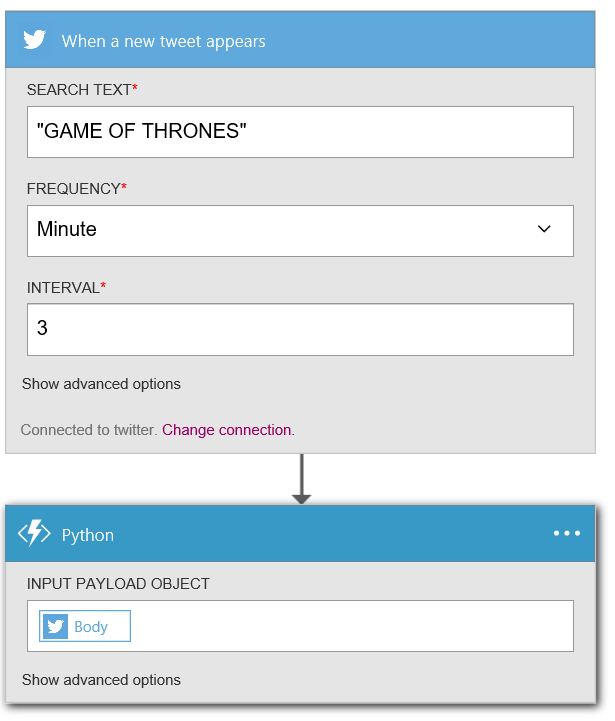 When a new tweet appears
SEARCH TEXT*
"GAME OF THRONES"
FREQUENCY*
Minute
INTERVAL*
3
Show advanced options
Connected to twitter. Change connection.
Python
INPUT PAYLOAD OBJECT
Body
Show advanced options